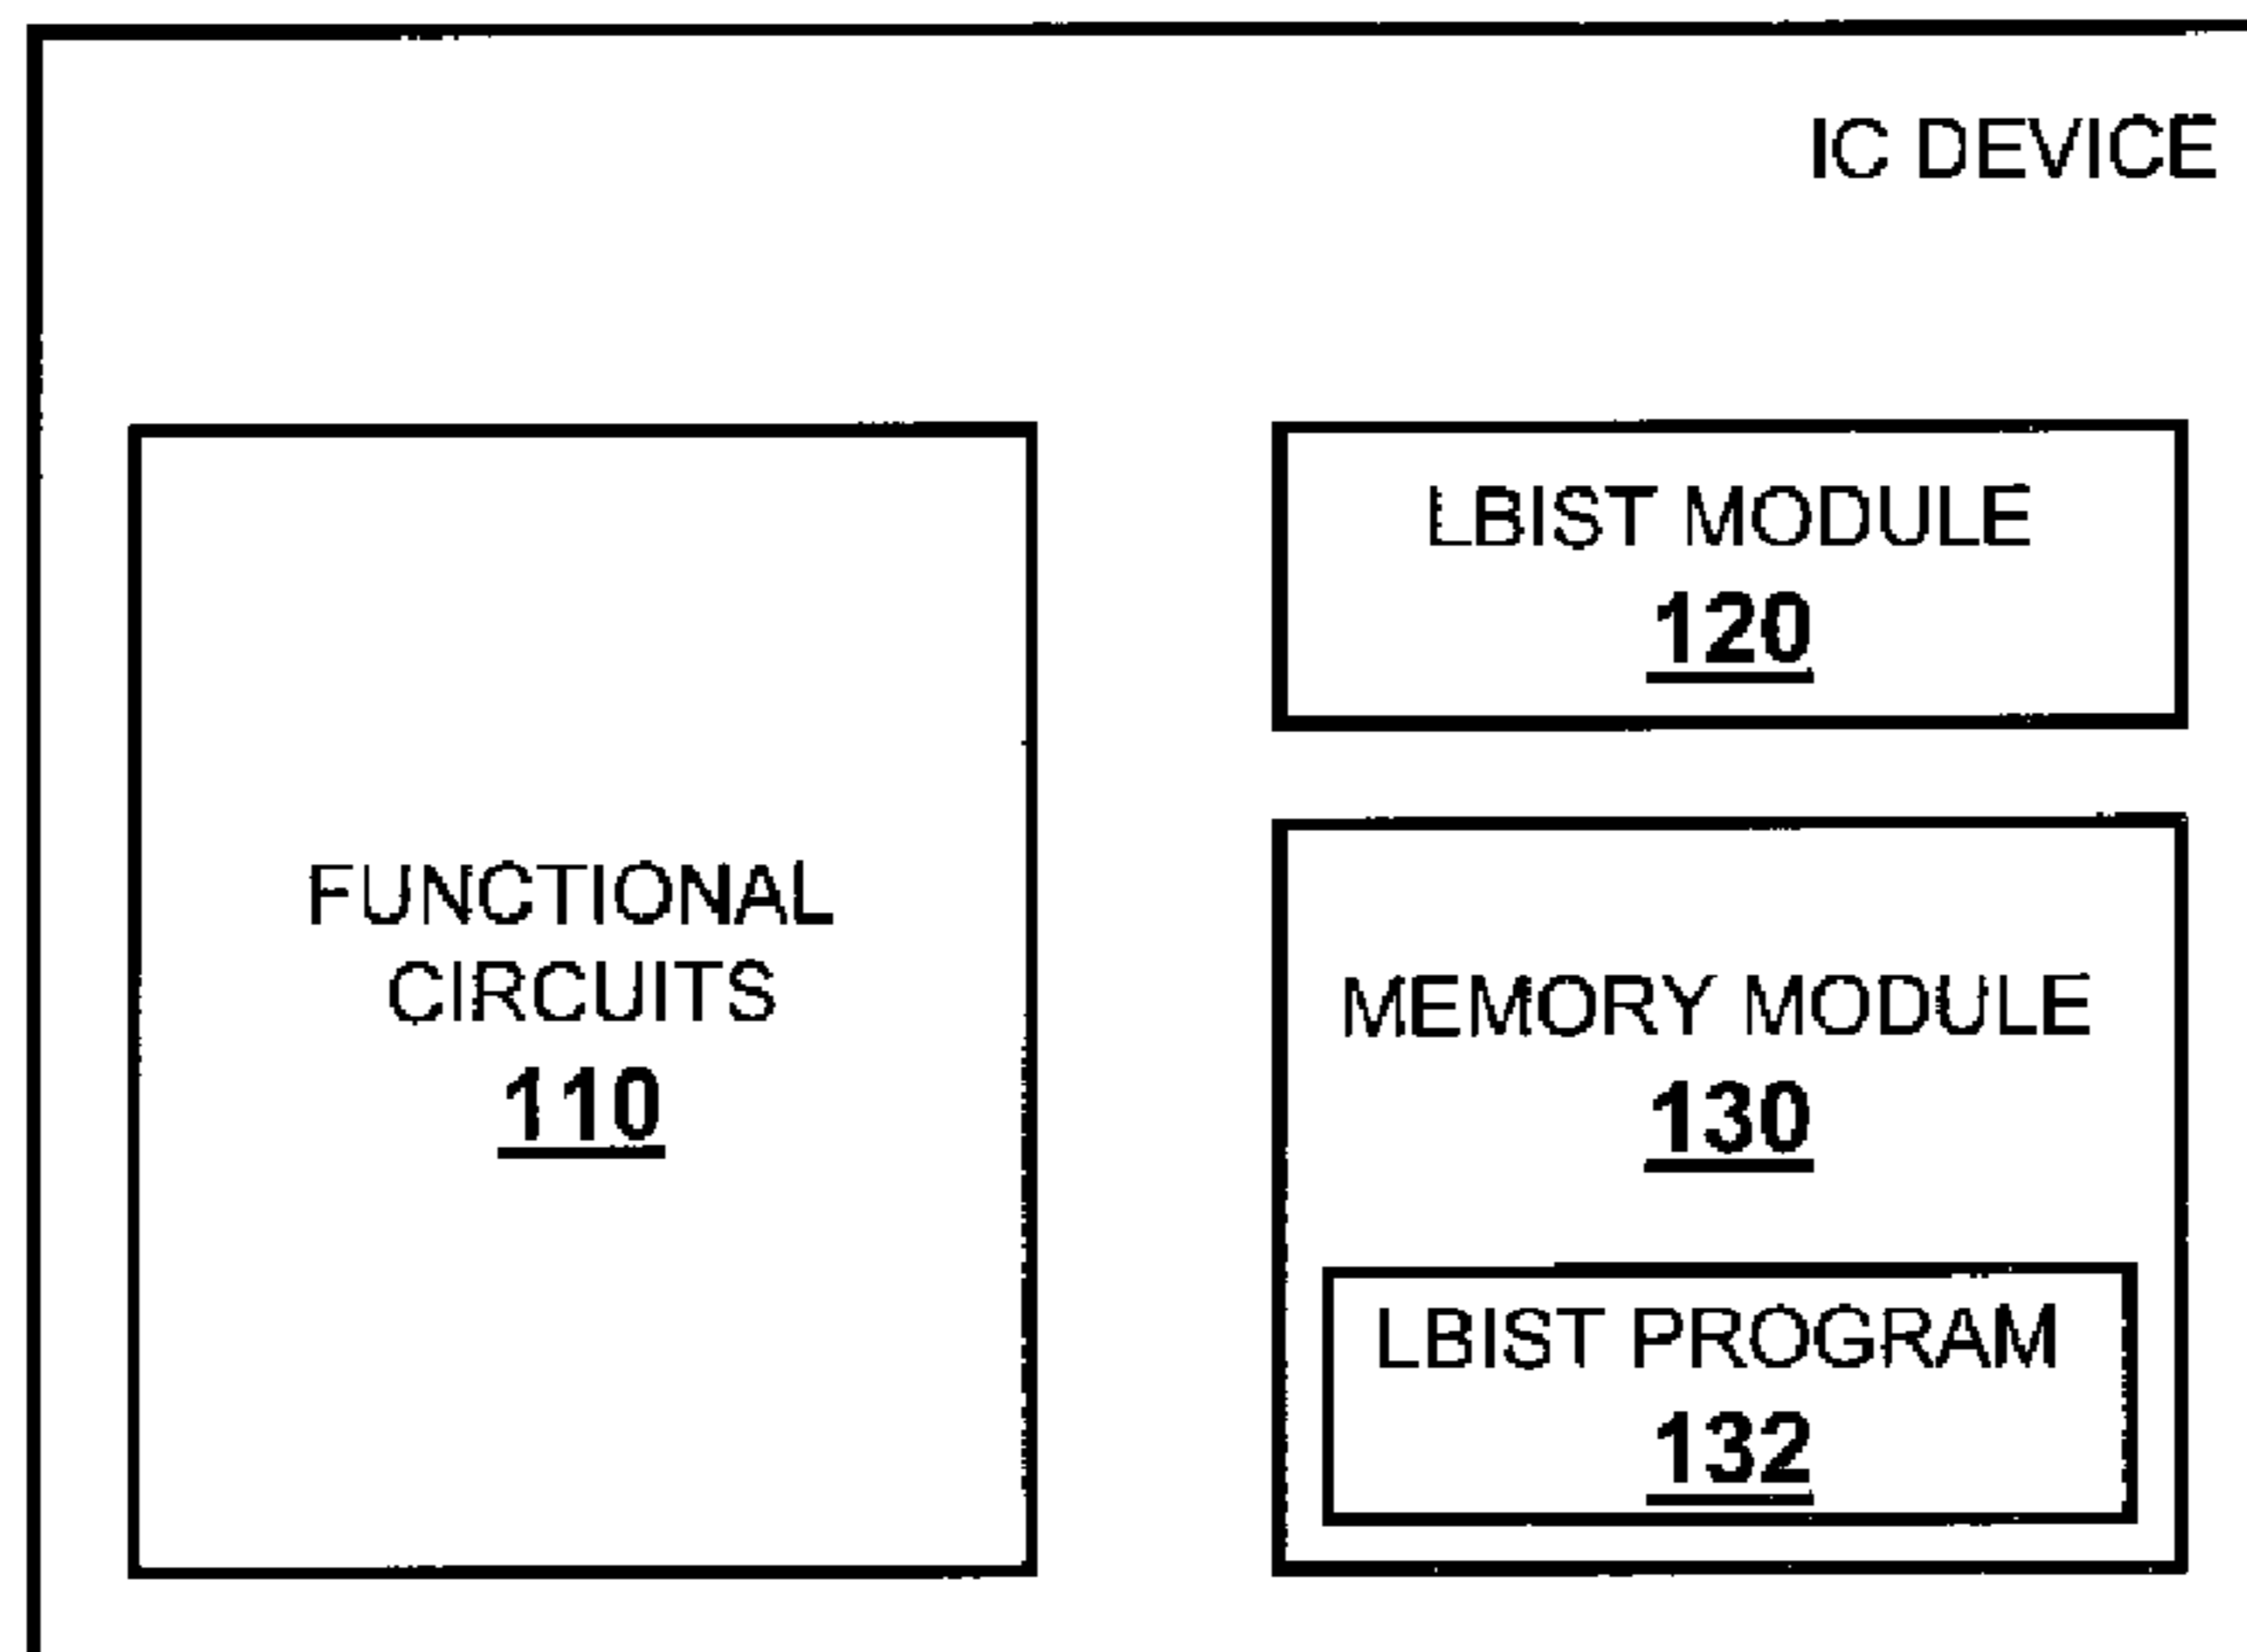 IC DEVICE
FUNCTIONAL
CIRCUITS
110
LBIST MODULE
120
MEMORY MODULE
130
LBIST PROGRAM
132